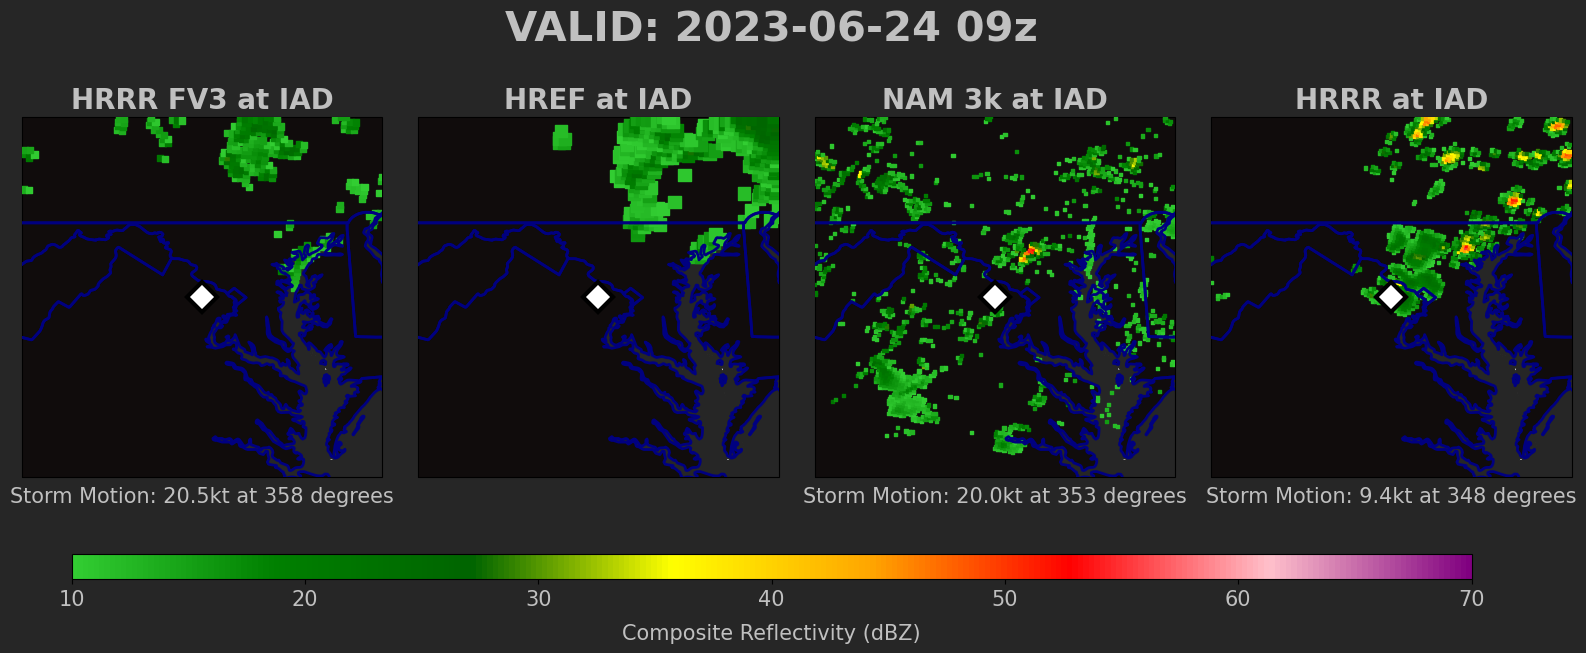 VALID: 2023-06-24 09z
HRRR FV3 at IAD
HREF at IAD
NAM 3k at IAD
HRRR at IAD
Storm Motion: 20.5kt at 358 degrees
Storm Motion: 20.0kt at 353 degrees
Storm Motion: 9.4kt at 348 degrees
10 20 30 40 50 60 70
Composite Reflectivity (dBZ)